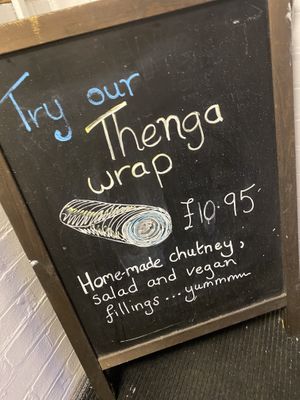 Try our
Thenga
wrap
£10.95
Home-made chutney,
salad and vegan
fillings ... yummmm